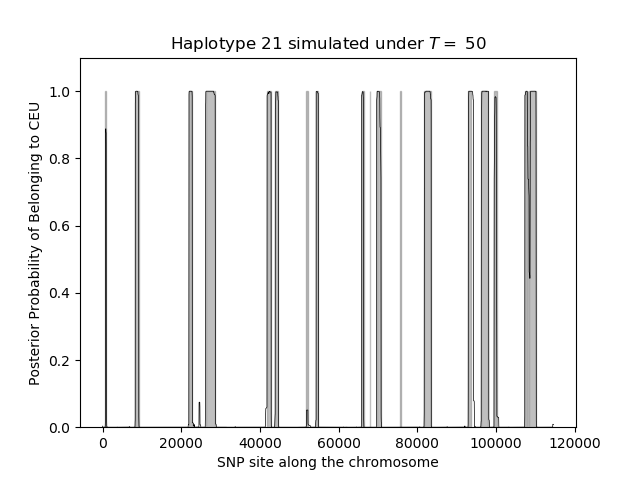 Haplotype 21 simulated under T = 50
Posterior Probability of Belonging to CEU
1.0
0.8
0.6
0.4
0.2
0.0
0 20000 40000 60000 80000 100000 120000
SNP site along the chromosome